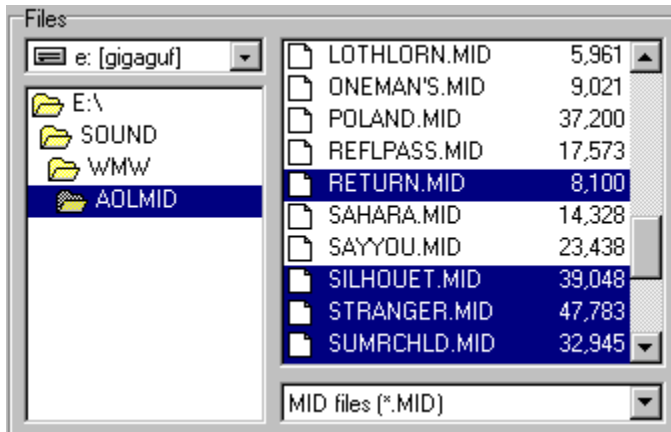 Files
e: [gigaguf]
E:\
SOUND
WMW
AOLMID
LOTHLORN.MID 5,961
ONEMAN'S.MID 9,021
POLAND.MID 37,200
REFLPASS.MID 17,573
RETURN.MID 8,100
SAHARA.MID 14,328
SAYYOU.MID 23,438
SILHOUET.MID 39,048
STRANGER.MID 47,783
SUMRCHLD.MID 32,945
MID files (*.MID)